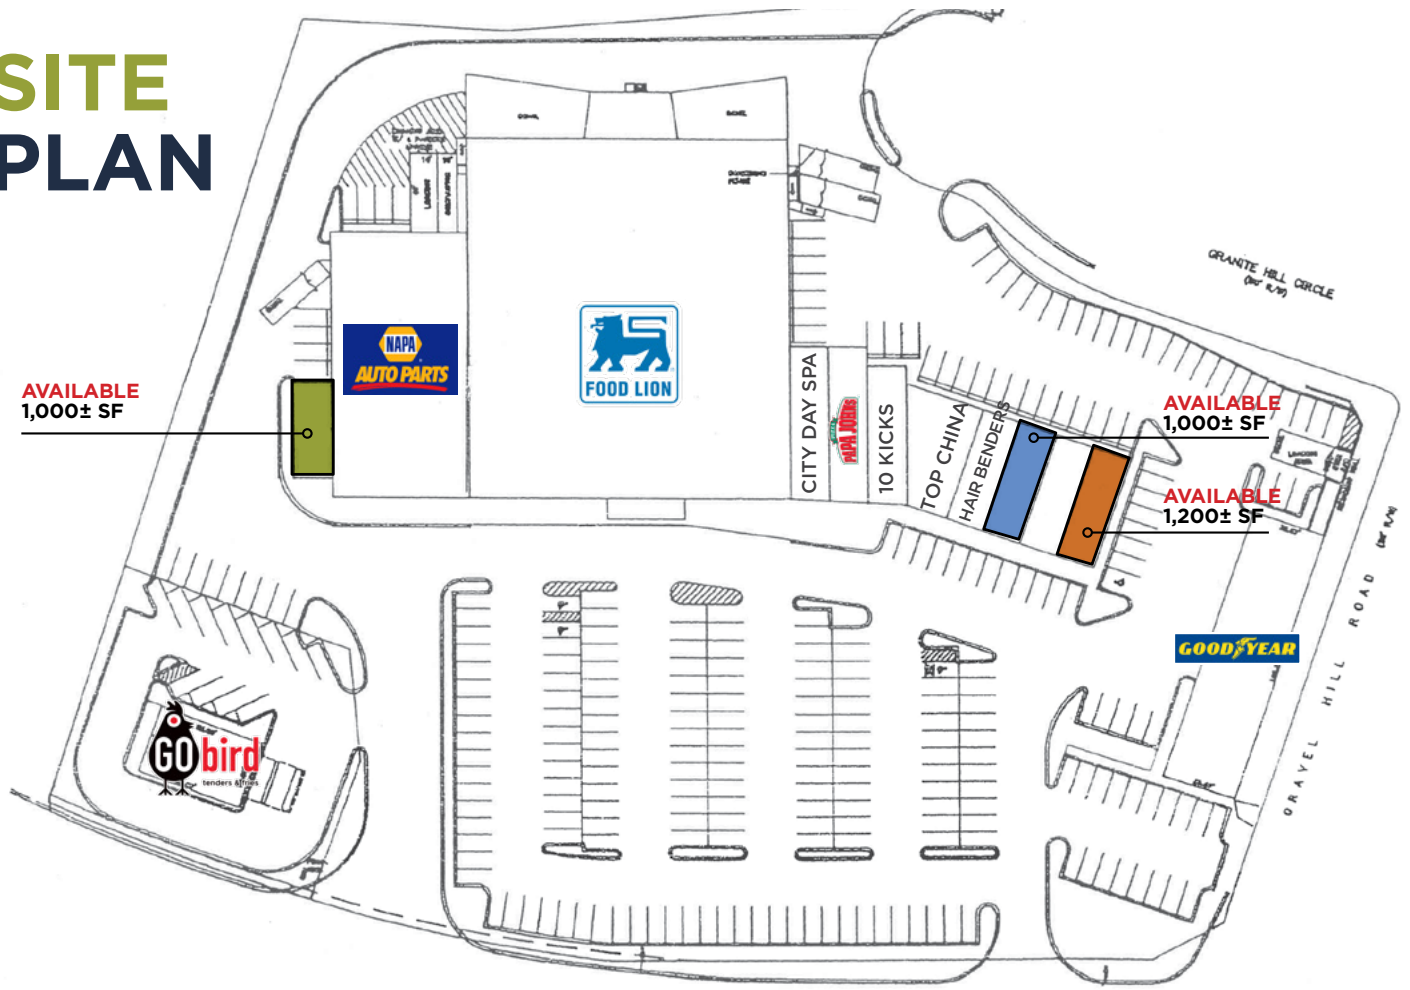 SITE
PLAN
GRANITE HILL CIRCLE
NAPA
AUTO PARTS
FOOD LION
AVAILABLE
1,000± SF
CITY DAY SPA
PAPA JOHNS
10 KICKS
TOP CHINA
HAIR BENDERS
AVAILABLE
1,000± SF
AVAILABLE
1,200± SF
GOODYEAR
GRAVEL HILL ROAD
GO bird
tenders & fries